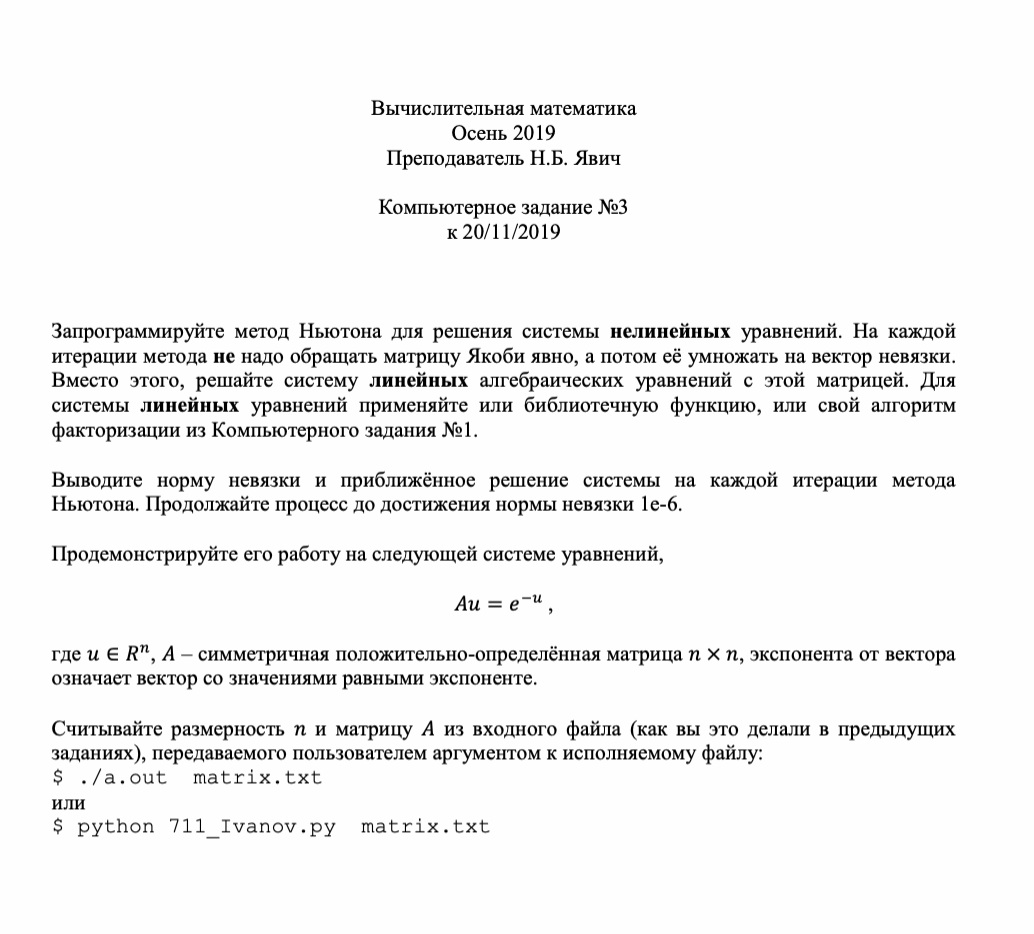 Вычислительная математика
Осень 2019
Преподаватель Н.Б. Явич
Компьютерное задание №3
к 20/11/2019
Запрограммируйте метод Ньютона для решения системы нелинейных уравнений. На каждой
итерации метода не надо обращать матрицу Якоби явно, а потом её умножать на вектор невязки.
Вместо этого, решайте систему линейных алгебраических уравнений с этой матрицей. Для
системы линейных уравнений применяйте или библиотечную функцию, или свой алгоритм
факторизации из Компьютерного задания №1.
Выводите норму невязки и приближённое решение системы на каждой итерации метода
Ньютона. Продолжайте процесс до достижения нормы невязки 1е-6.
Продемонстрируйте его работу на следующей системе уравнений,
Au = e⁻ᵘ ,
где u ∈ Rⁿ, A – симметричная положительно-определённая матрица n × n, экспонента от вектора
означает вектор со значениями равными экспоненте.
Считывайте размерность n и матрицу A из входного файла (как вы это делали в предыдущих
заданиях), передаваемого пользователем аргументом к исполняемому файлу:
$ ./a.out matrix.txt
или
$ python 711_Ivanov.py matrix.txt